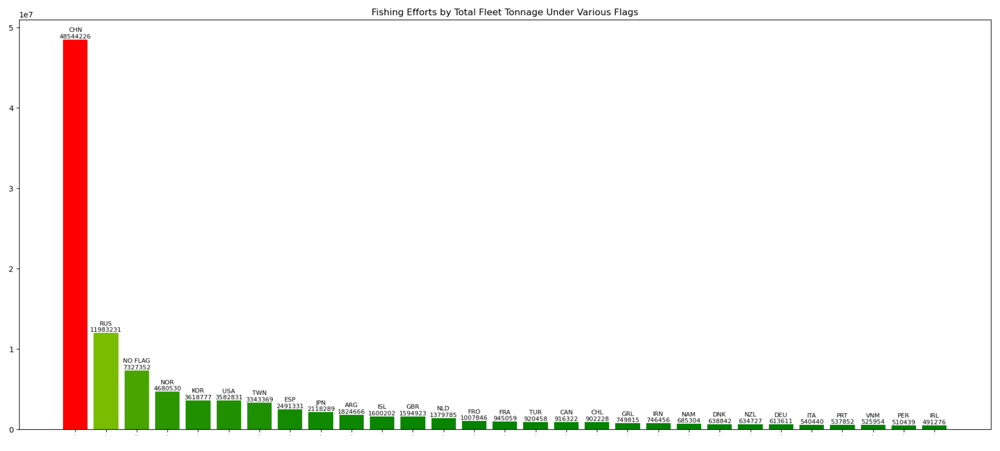 Fishing Efforts by Total Fleet Tonnage Under Various Flags
1e7
5
4
3
2
1
0
CHN
48544226
RUS
11983231
NO FLAG
7327352
NOR
4680530
KOR
3618777
USA
3582831
TWN
3343369
ESP
2491331
JPN
2118289
ARG
1824666
ISL
1600202
GBR
1594923
NLD
1379785
FRO
1007846
FRA
945059
TUR
920458
CAN
916322
CHL
902228
GRL
749815
IRN
746456
NAM
685304
DNK
638842
NZL
634727
DEU
613611
ITA
540440
PRT
537852
VNM
525954
PER
510439
IRL
491276